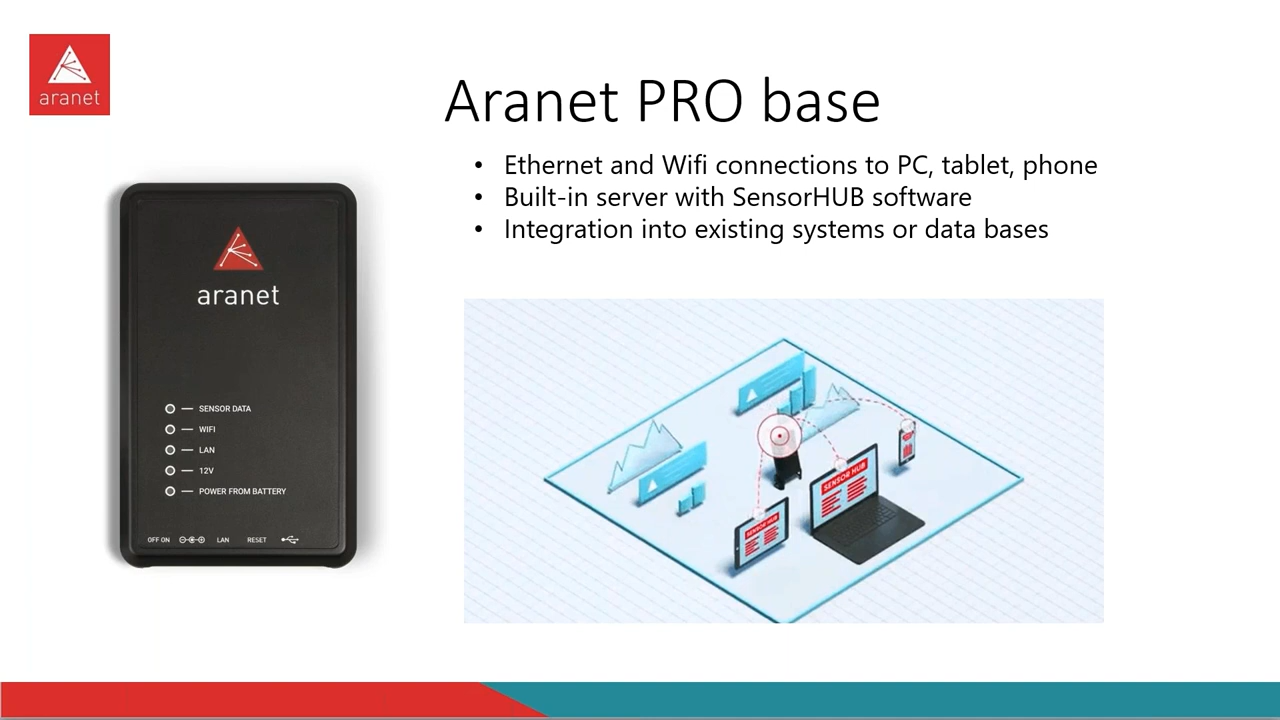 aranet
Aranet PRO base
• Ethernet and Wifi connections to PC, tablet, phone
• Built-in server with SensorHUB software
• Integration into existing systems or data bases
aranet
SENSOR DATA
WIFI
LAN
12V
POWER FROM BATTERY
OFF ON LAN RESET
SENSOR HUB
SENSOR HUB